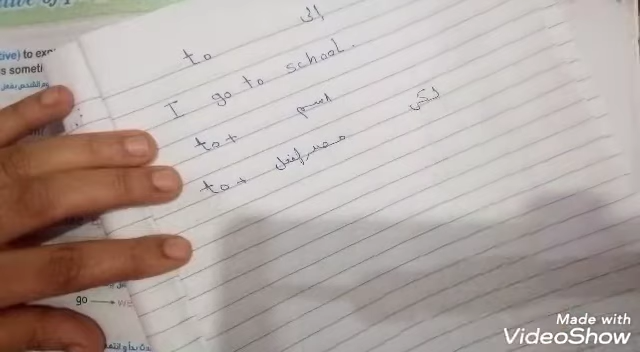 to إلى
I go to school.
to + اسم
to + مصدر الفعل لكي
tive) to exp
s someti
go → we
Made with
VideoShow